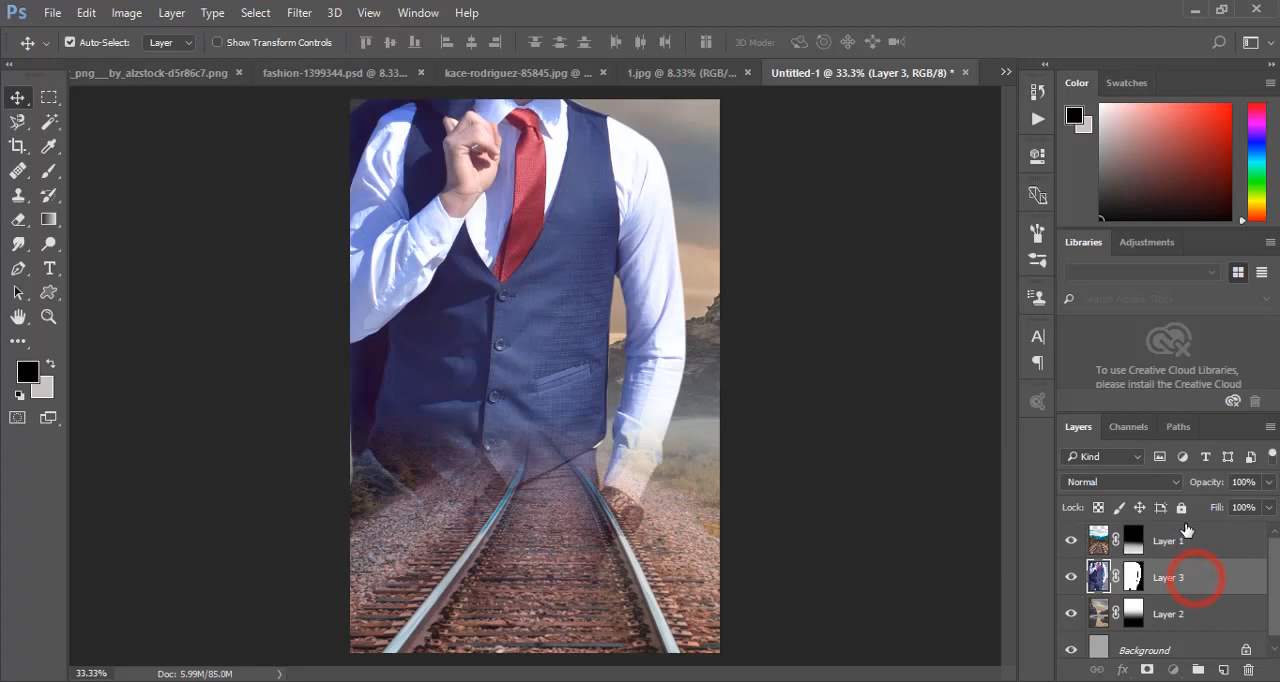 Ps File Edit Image Layer Type Select Filter 3D View Window Help
Auto-Select: Layer Show Transform Controls 3D Mode:
_png___by_alzstock-d5r86c7.png × fashion-1399344.psd @ 8.33... × kace-rodriguez-85845.jpg @ ... × 1.jpg @ 8.33% (RGB/... × Untitled-1 @ 33.3% (Layer 3, RGB/8) * ×
Color Swatches
Libraries Adjustments
Search Adobe Stock
To use Creative Cloud Libraries,
please install the Creative Cloud
Layers Channels Paths
Kind
Normal Opacity: 100%
Lock: Fill: 100%
Layer 1
Layer 3
Layer 2
Background
33.33% Doc: 5.99M/85.0M